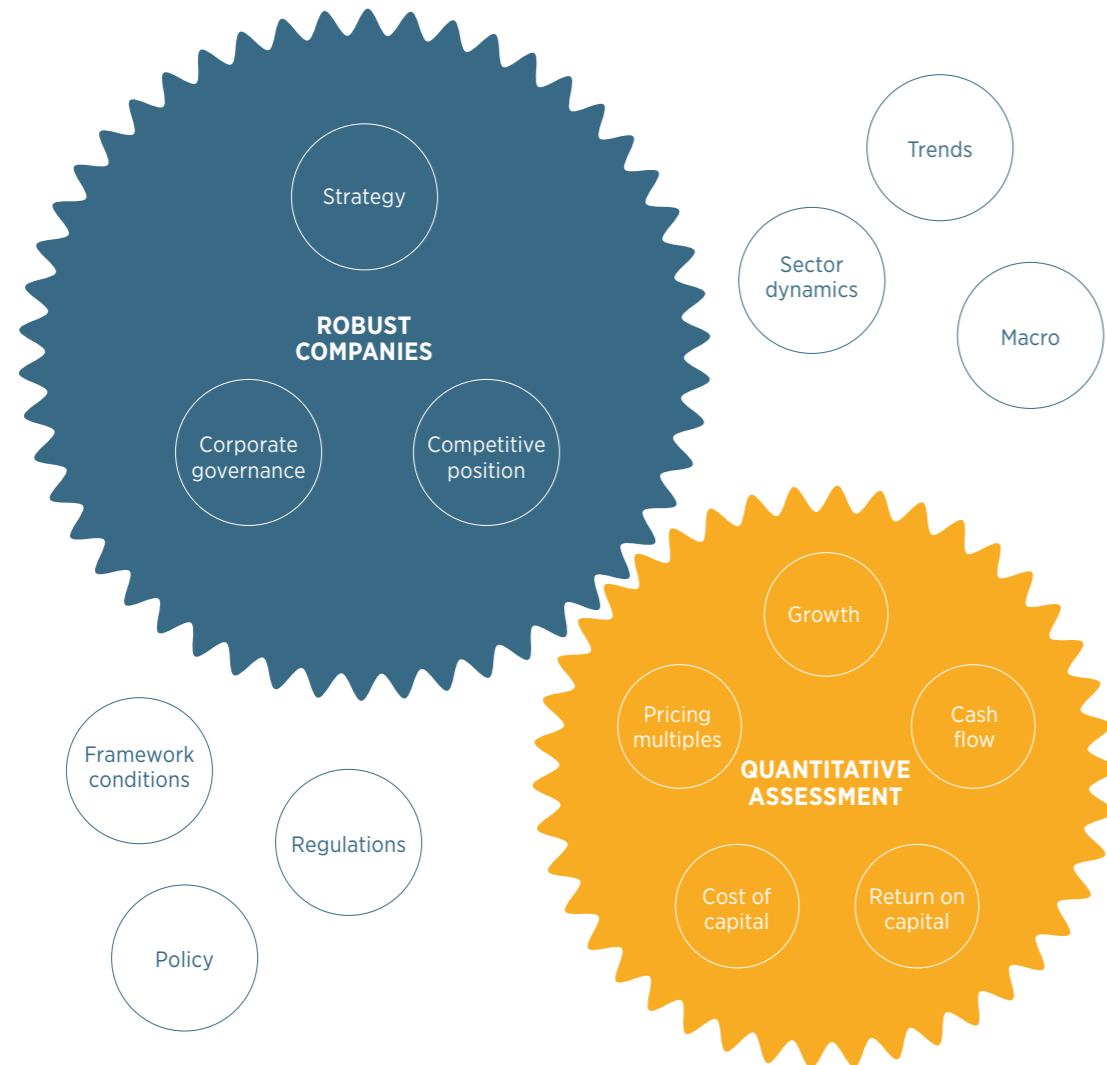 Strategy
ROBUST
COMPANIES
Corporate
governance
Competitive
position
Trends
Sector
dynamics
Macro
Growth
Pricing
multiples
Cash
flow
QUANTITATIVE
ASSESSMENT
Cost of
capital
Return on
capital
Framework
conditions
Regulations
Policy